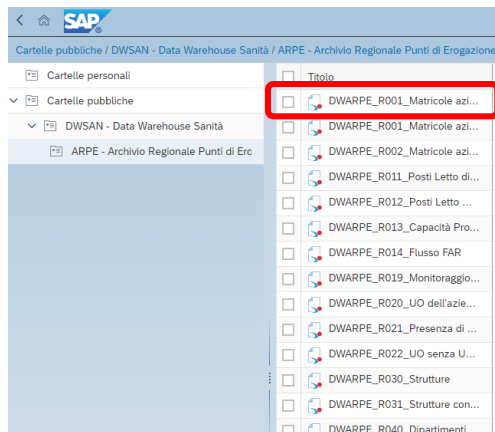 SAP
Cartelle pubbliche / DWSAN - Data Warehouse Sanità / ARPE - Archivio Regionale Punti di Erogazione
Cartelle personali
Cartelle pubbliche
DWSAN - Data Warehouse Sanità
ARPE - Archivio Regionale Punti di Erc
Titolo
DWARPE_R001_Matricole azi...
DWARPE_R001_Matricole azi...
DWARPE_R002_Matricole azi...
DWARPE_R011_Posti Letto di...
DWARPE_R012_Posti Letto ...
DWARPE_R013_Capacità Pro...
DWARPE_R014_Flusso FAR
DWARPE_R019_Monitoraggio...
DWARPE_R020_UO dell'azie...
DWARPE_R021_Presenza di ...
DWARPE_R022_UO senza U...
DWARPE_R030_Strutture
DWARPE_R031_Strutture con...
DWARPE_R040_Dipartimenti